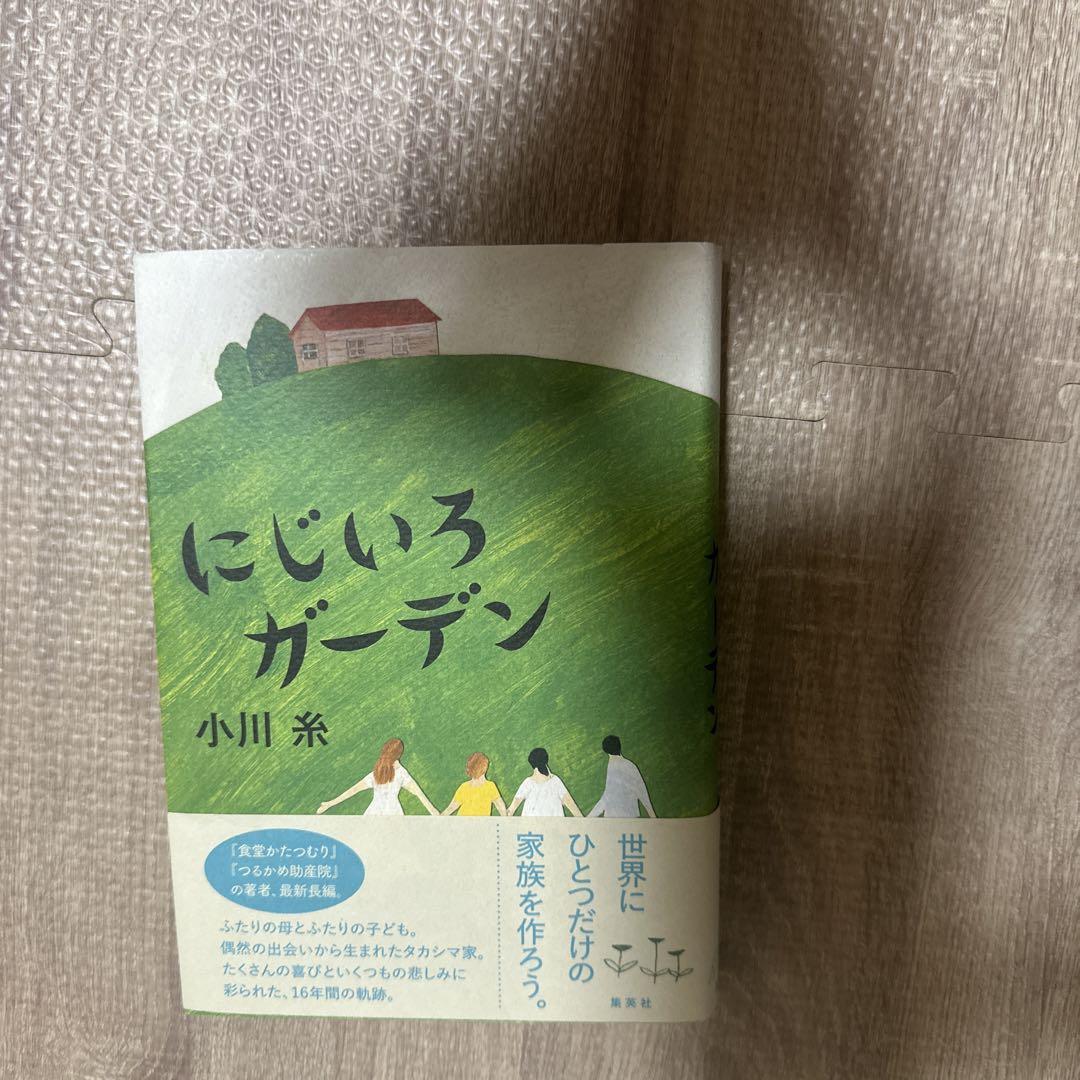 にじいろ
ガーデン
小川 糸
『食堂かたつむり』
『つるかめ助産院』
の著者、最新長編。
ふたりの母とふたりの子ども。
偶然の出会いから生まれたタカシマ家。
たくさんの喜びといくつもの悲しみに
彩られた、16年間の軌跡。
世界に
ひとつだけの
家族を作ろう。
集英社